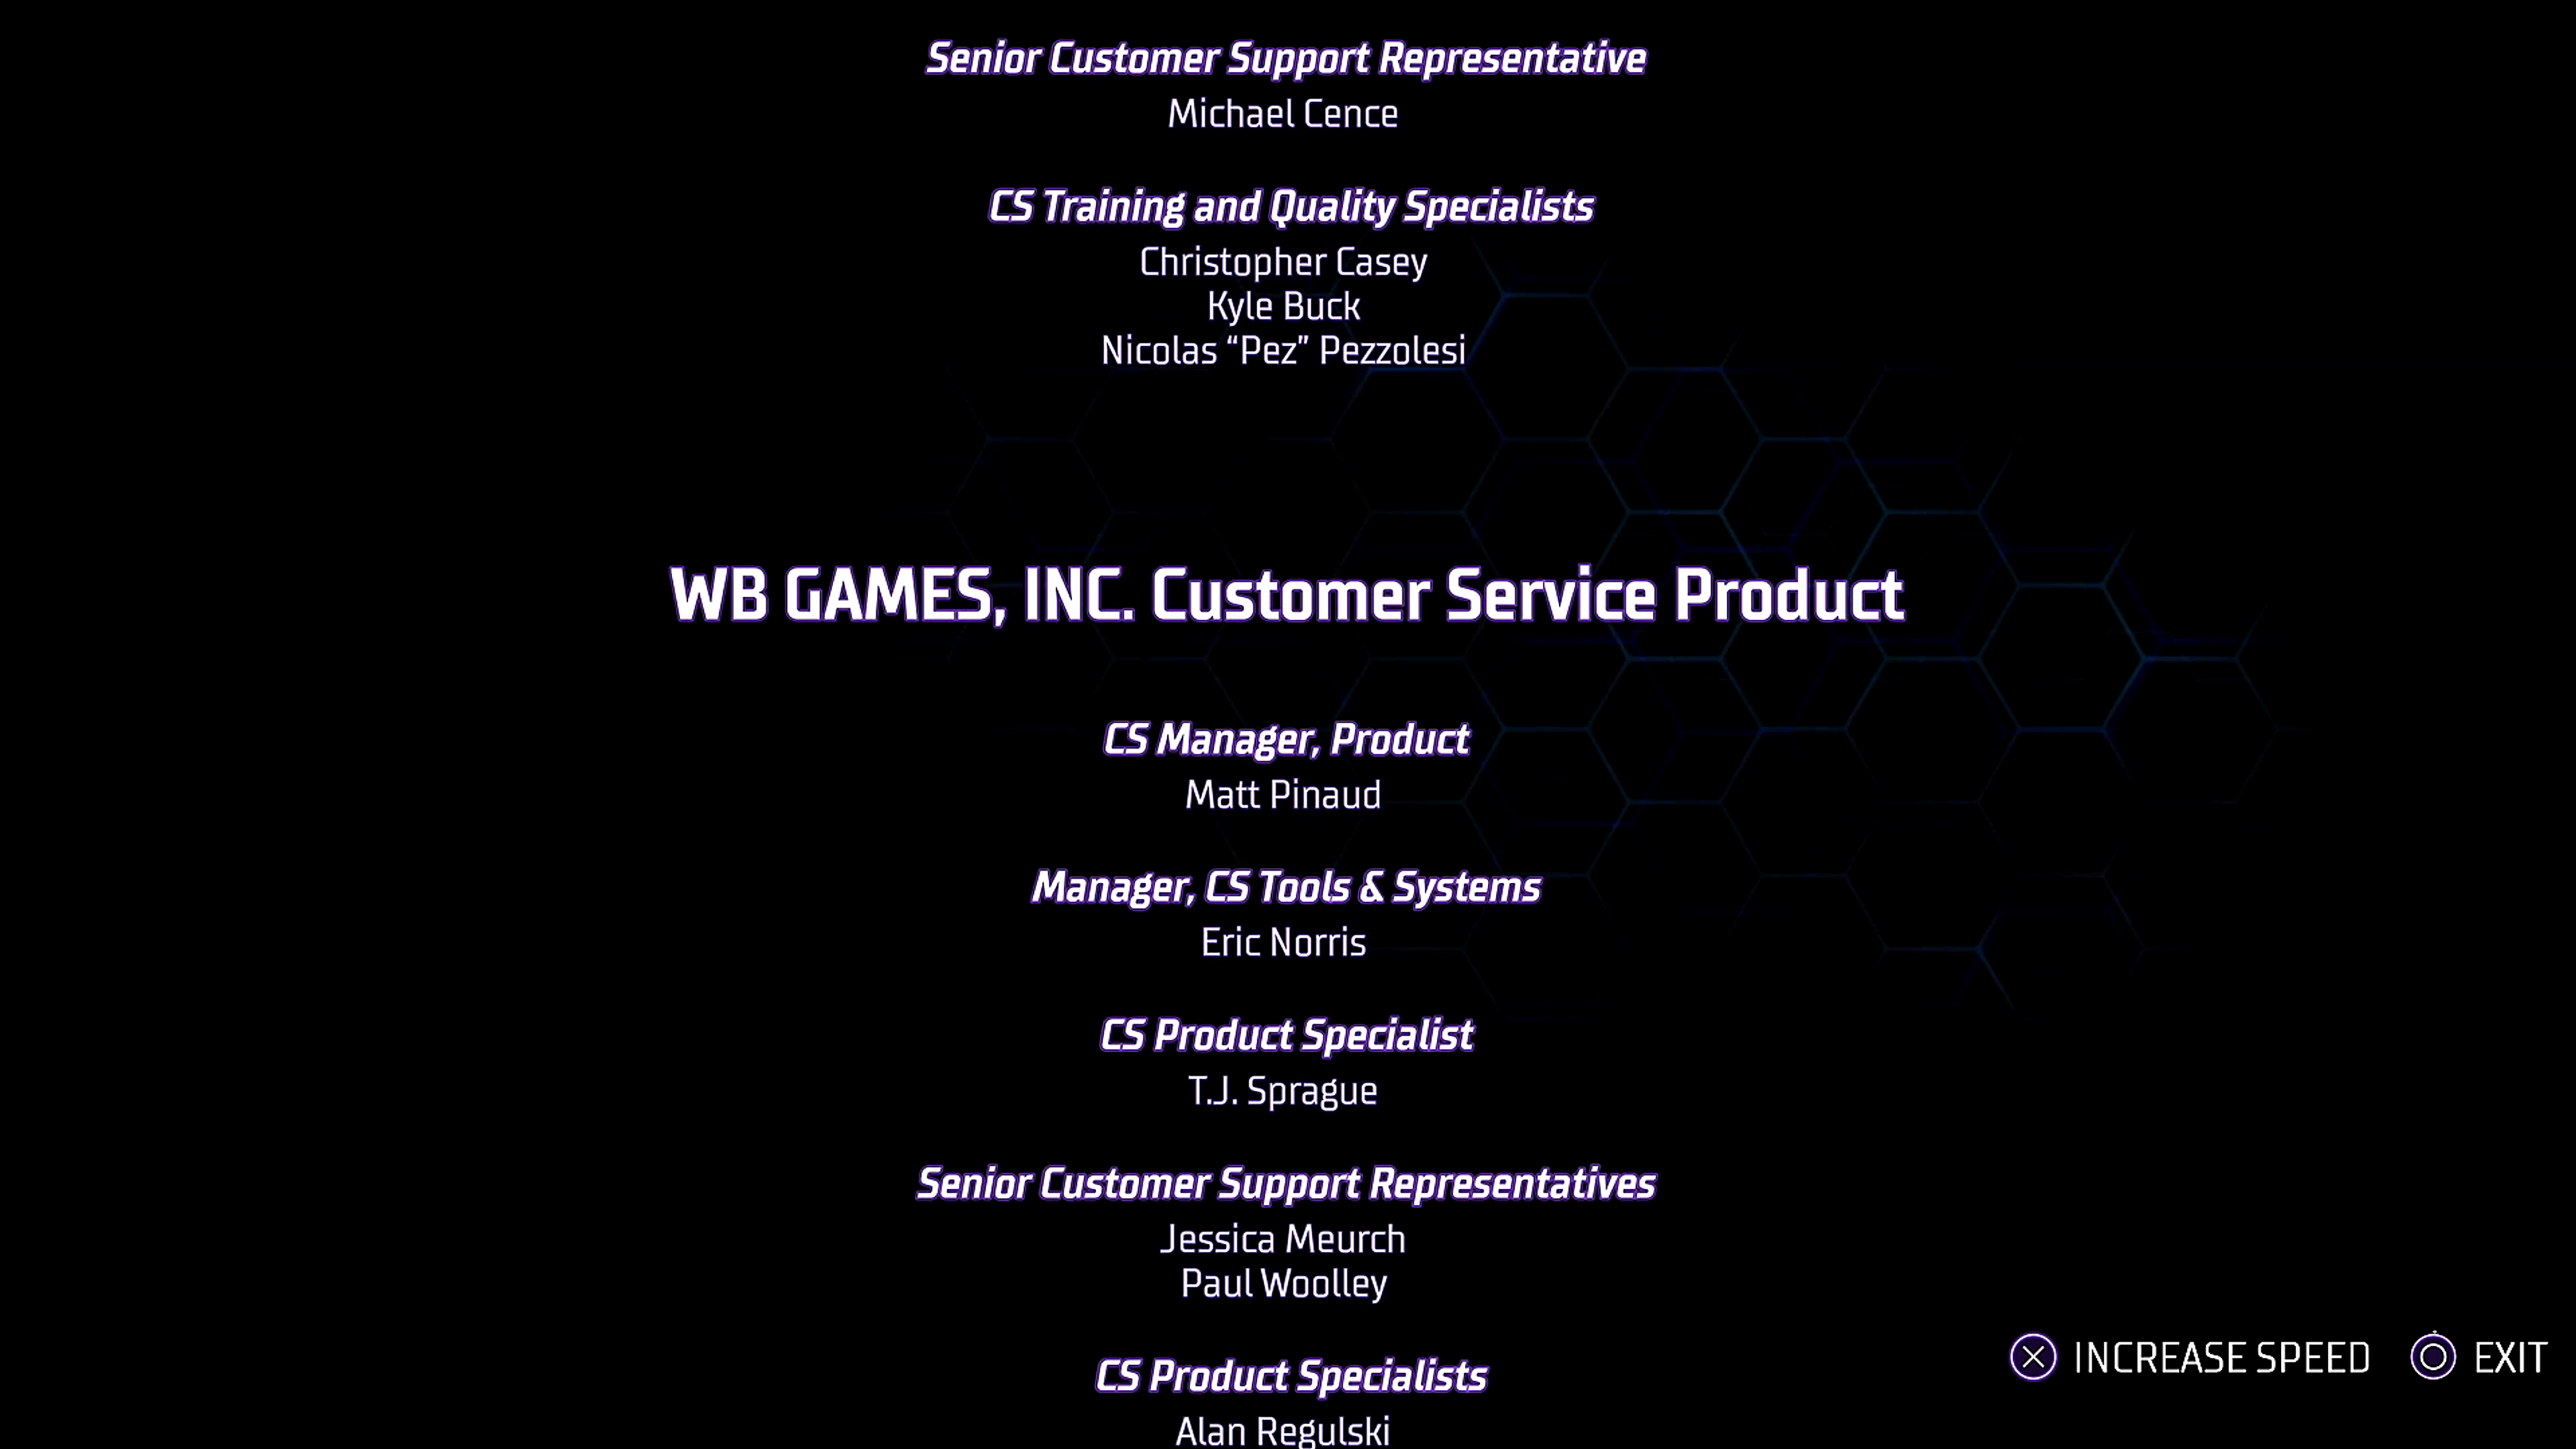 Senior Customer Support Representative
Michael Cence
CS Training and Quality Specialists
Christopher Casey
Kyle Buck
Nicolas “Pez” Pezzolesi
WB GAMES, INC. Customer Service Product
CS Manager, Product
Matt Pinaud
Manager, CS Tools & Systems
Eric Norris
CS Product Specialist
T.J. Sprague
Senior Customer Support Representatives
Jessica Meurch
Paul Woolley
CS Product Specialists
Alan Regulski
INCREASE SPEED EXIT